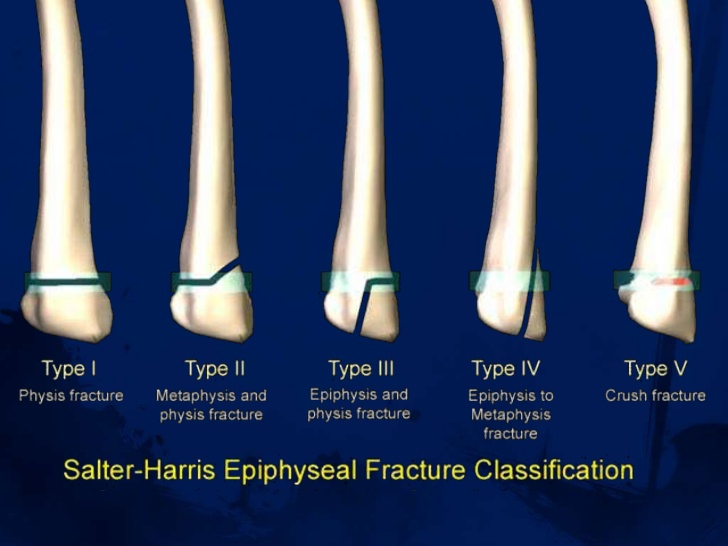 Type I
Physis fracture
Type II
Metaphysis and
physis fracture
Type III
Epiphysis and
physis fracture
Type IV
Epiphysis to
Metaphysis
fracture
Type V
Crush fracture
Salter-Harris Epiphyseal Fracture Classification